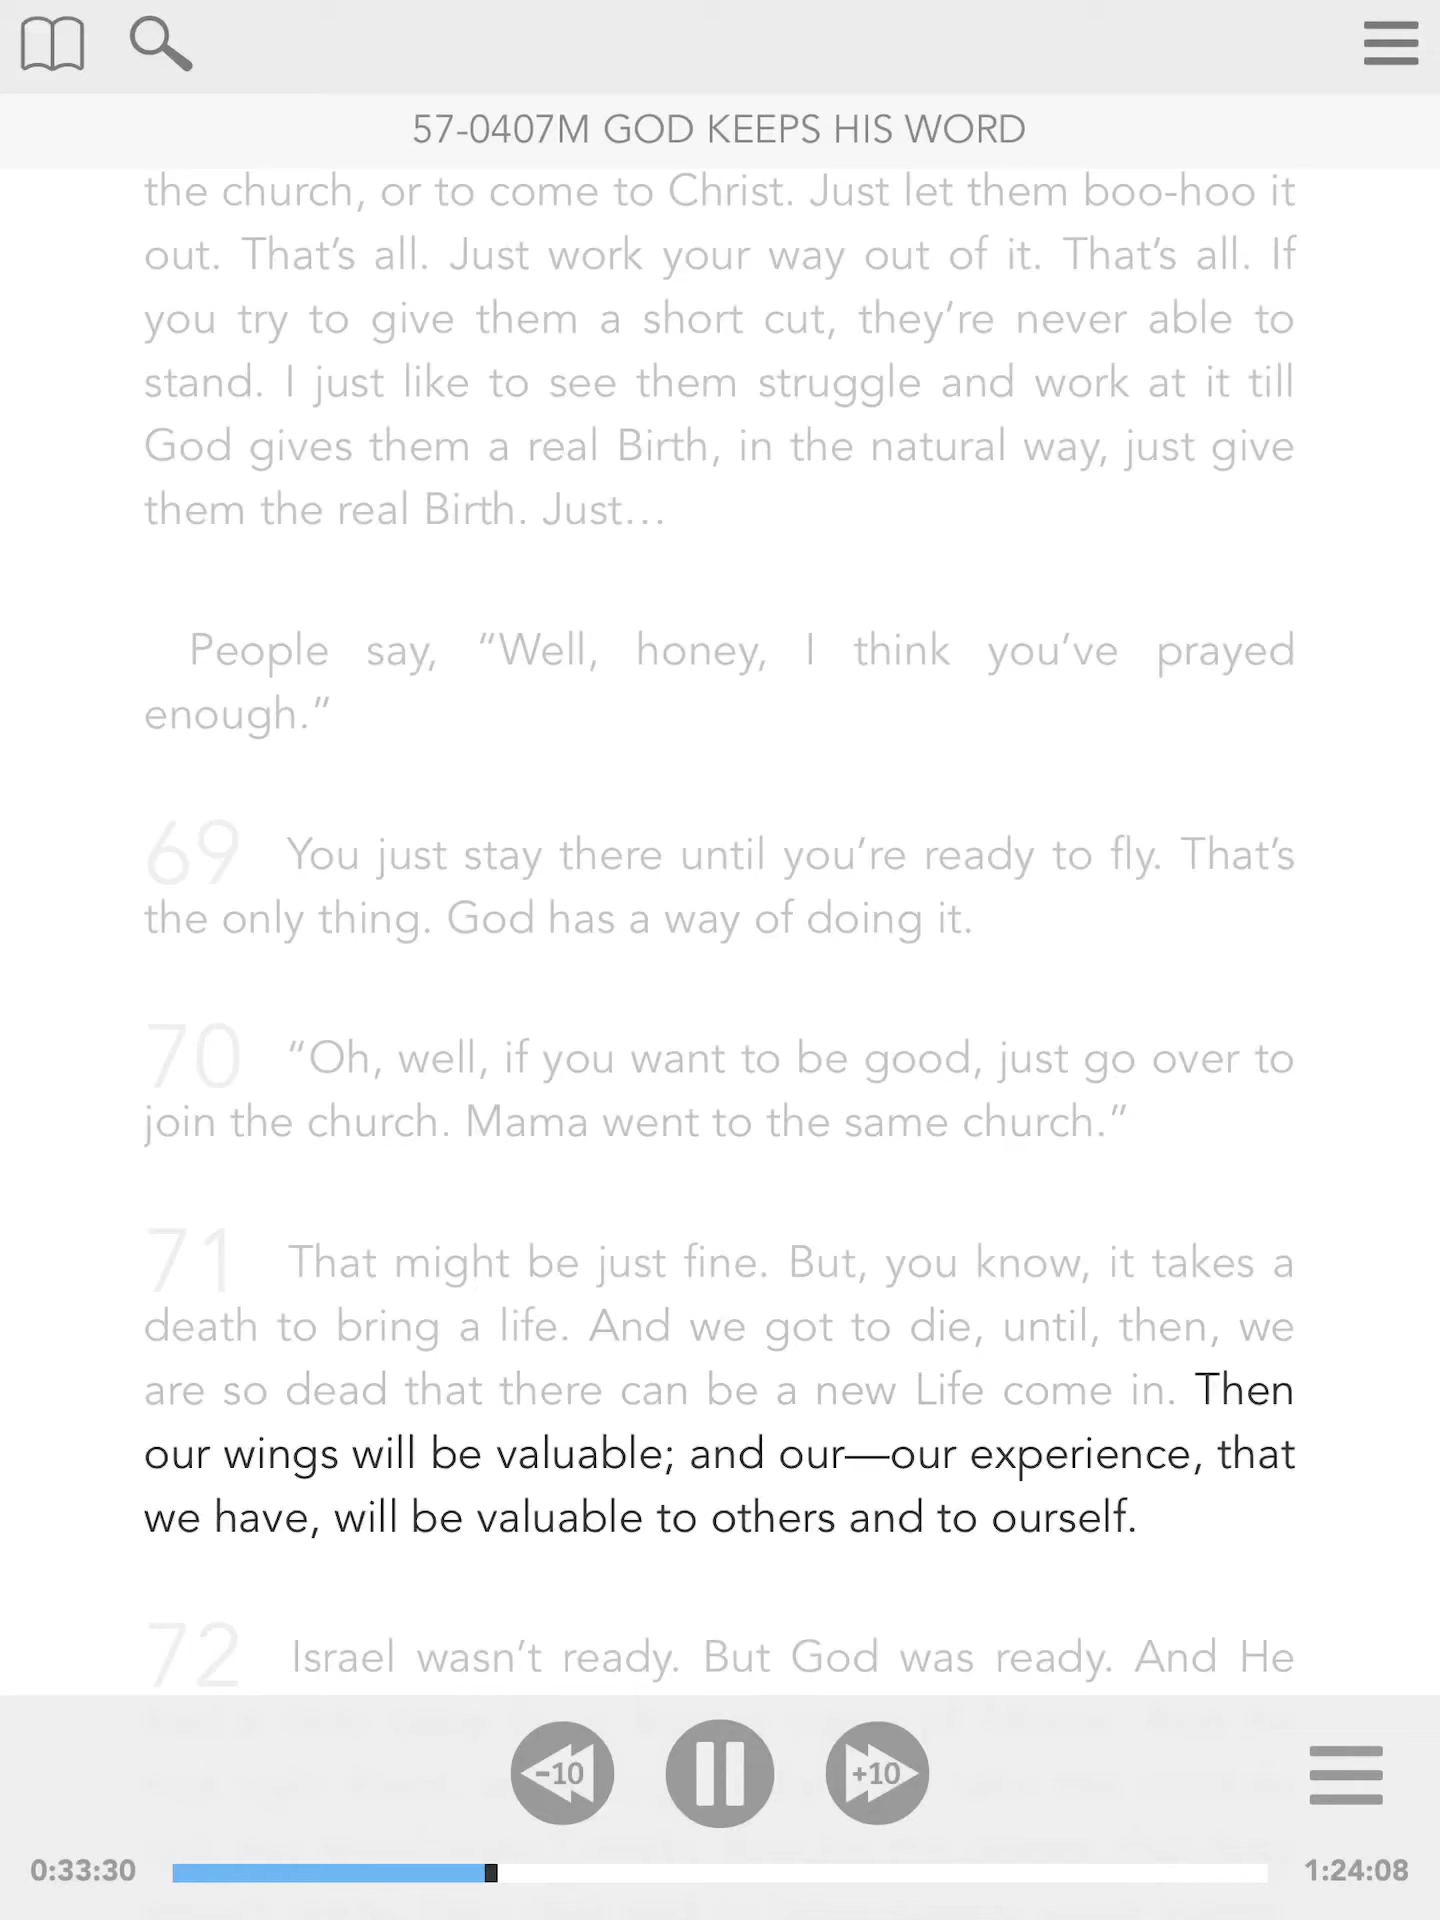 57-0407M GOD KEEPS HIS WORD
the church, or to come to Christ. Just let them boo-hoo it
out. That’s all. Just work your way out of it. That’s all. If
you try to give them a short cut, they’re never able to
stand. I just like to see them struggle and work at it till
God gives them a real Birth, in the natural way, just give
them the real Birth. Just…
People say, “Well, honey, I think you’ve prayed
enough.”
69 You just stay there until you’re ready to fly. That’s
the only thing. God has a way of doing it.
70 “Oh, well, if you want to be good, just go over to
join the church. Mama went to the same church.”
71 That might be just fine. But, you know, it takes a
death to bring a life. And we got to die, until, then, we
are so dead that there can be a new Life come in. Then
our wings will be valuable; and our—our experience, that
we have, will be valuable to others and to ourself.
72 Israel wasn’t ready. But God was ready. And He
-10 +10
0:33:30 1:24:08